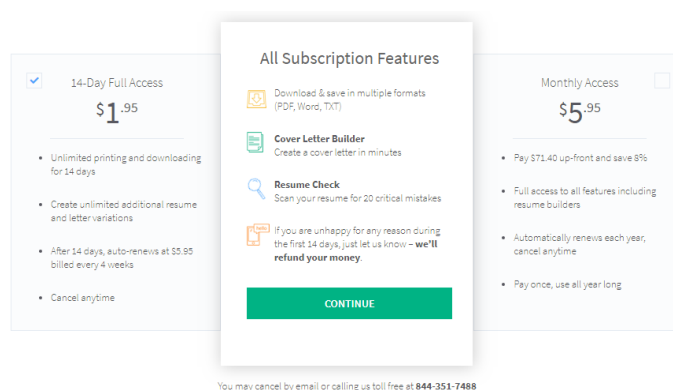 All Subscription Features
14-Day Full Access
$1.95
• Unlimited printing and downloading
for 14 days
• Create unlimited additional resume
and letter variations
• After 14 days, auto-renews at $5.95
billed every 4 weeks
• Cancel anytime
Download & save in multiple formats
(PDF, Word, TXT)
Cover Letter Builder
Create a cover letter in minutes
Resume Check
Scan your resume for 20 critical mistakes
If you are unhappy for any reason during
the first 14 days, just let us know – we'll
refund your money.
CONTINUE
Monthly Access
$5.95
• Pay $71.40 up-front and save 8%
• Full access to all features including
resume builders
• Automatically renews each year,
cancel anytime
• Pay once, use all year long
You may cancel by email or calling us toll free at 844-351-7488